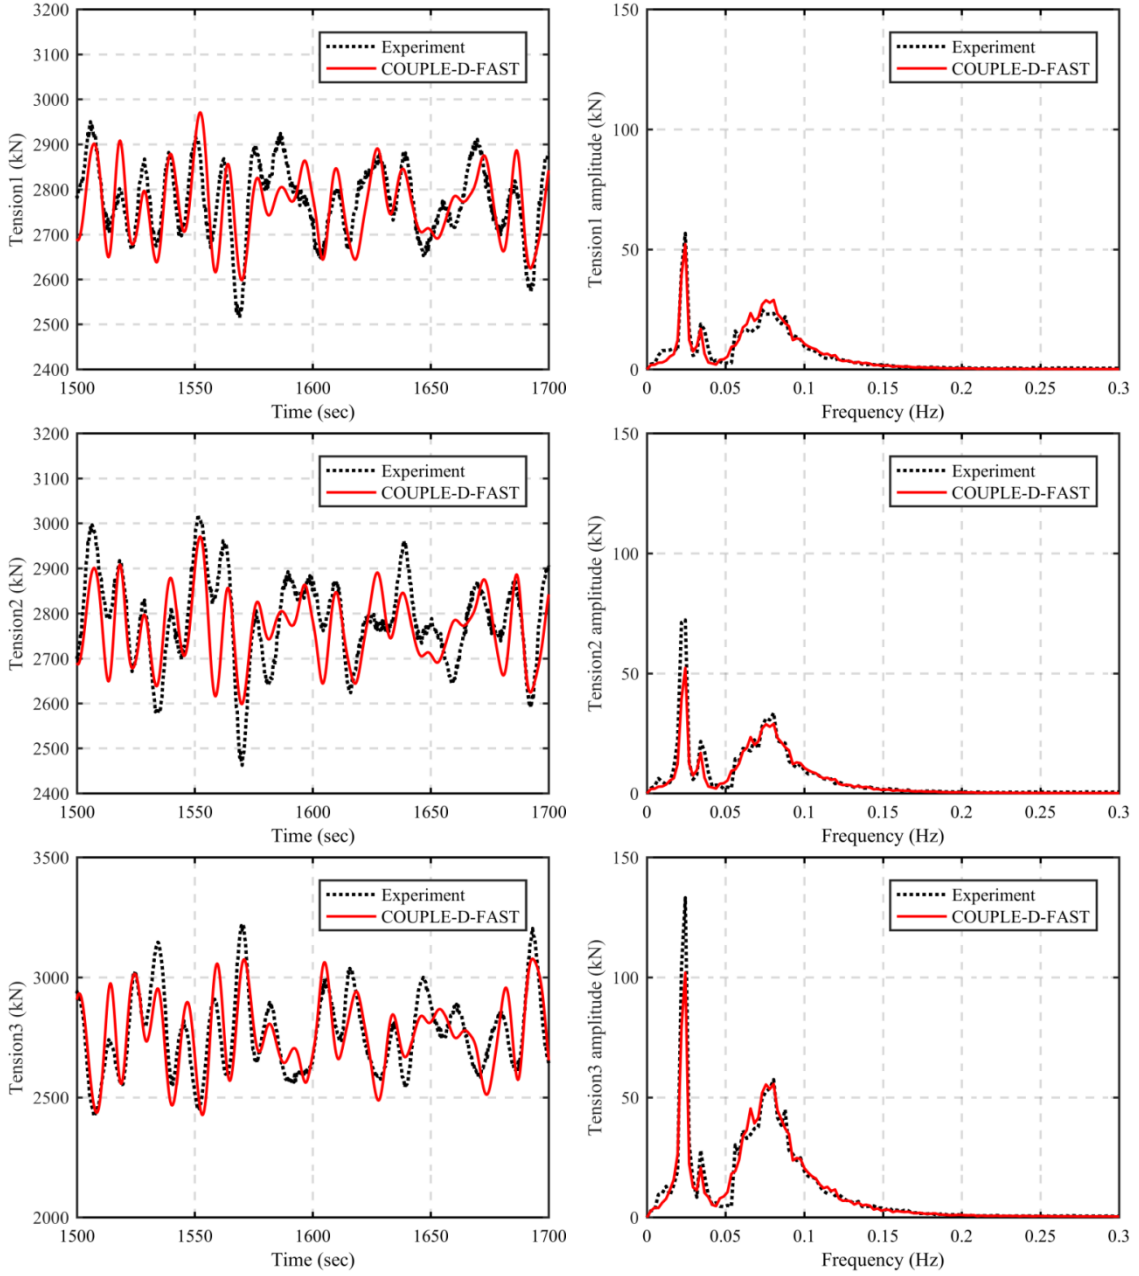 3200
3100
3000
2900
2800
2700
2600
2500
2400
Tension1 (kN)
Experiment
COUPLE-D-FAST
1500
1550
1600
1650
1700
Time (sec)
150
100
50
0
Tension1 amplitude (kN)
Experiment
COUPLE-D-FAST
0
0.05
0.1
0.15
0.2
0.25
0.3
Frequency (Hz)
3200
3100
3000
2900
2800
2700
2600
2500
2400
Tension2 (kN)
Experiment
COUPLE-D-FAST
1500
1550
1600
1650
1700
Time (sec)
150
100
50
0
Tension2 amplitude (kN)
Experiment
COUPLE-D-FAST
0
0.05
0.1
0.15
0.2
0.25
0.3
Frequency (Hz)
3500
3000
2500
2000
Tension3 (kN)
Experiment
COUPLE-D-FAST
1500
1550
1600
1650
1700
Time (sec)
150
100
50
0
Tension3 amplitude (kN)
Experiment
COUPLE-D-FAST
0
0.05
0.1
0.15
0.2
0.25
0.3
Frequency (Hz)